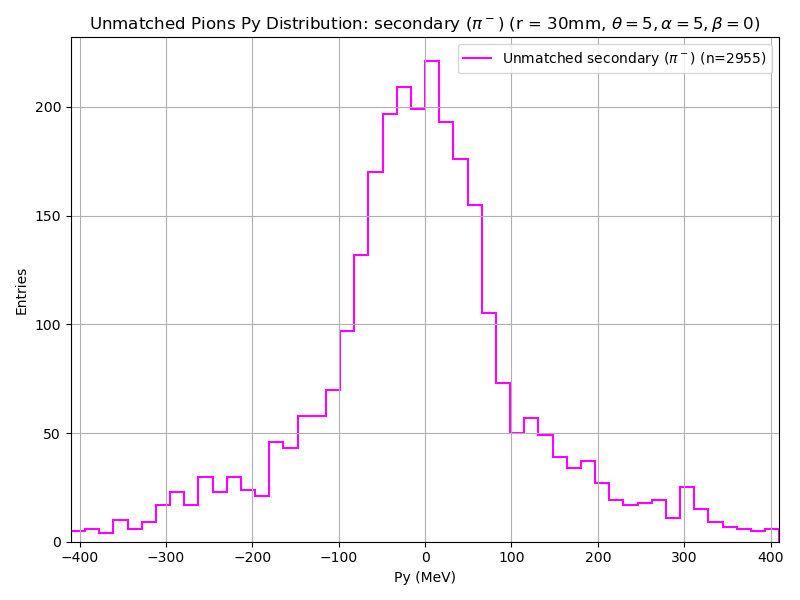 Unmatched Pions Py Distribution: secondary (π⁻) (r = 30mm, θ = 5, α = 5, β = 0)
Unmatched secondary (π⁻) (n=2955)
Entries
200
150
100
50
0
−400 −300 −200 −100 0 100 200 300 400
Py (MeV)